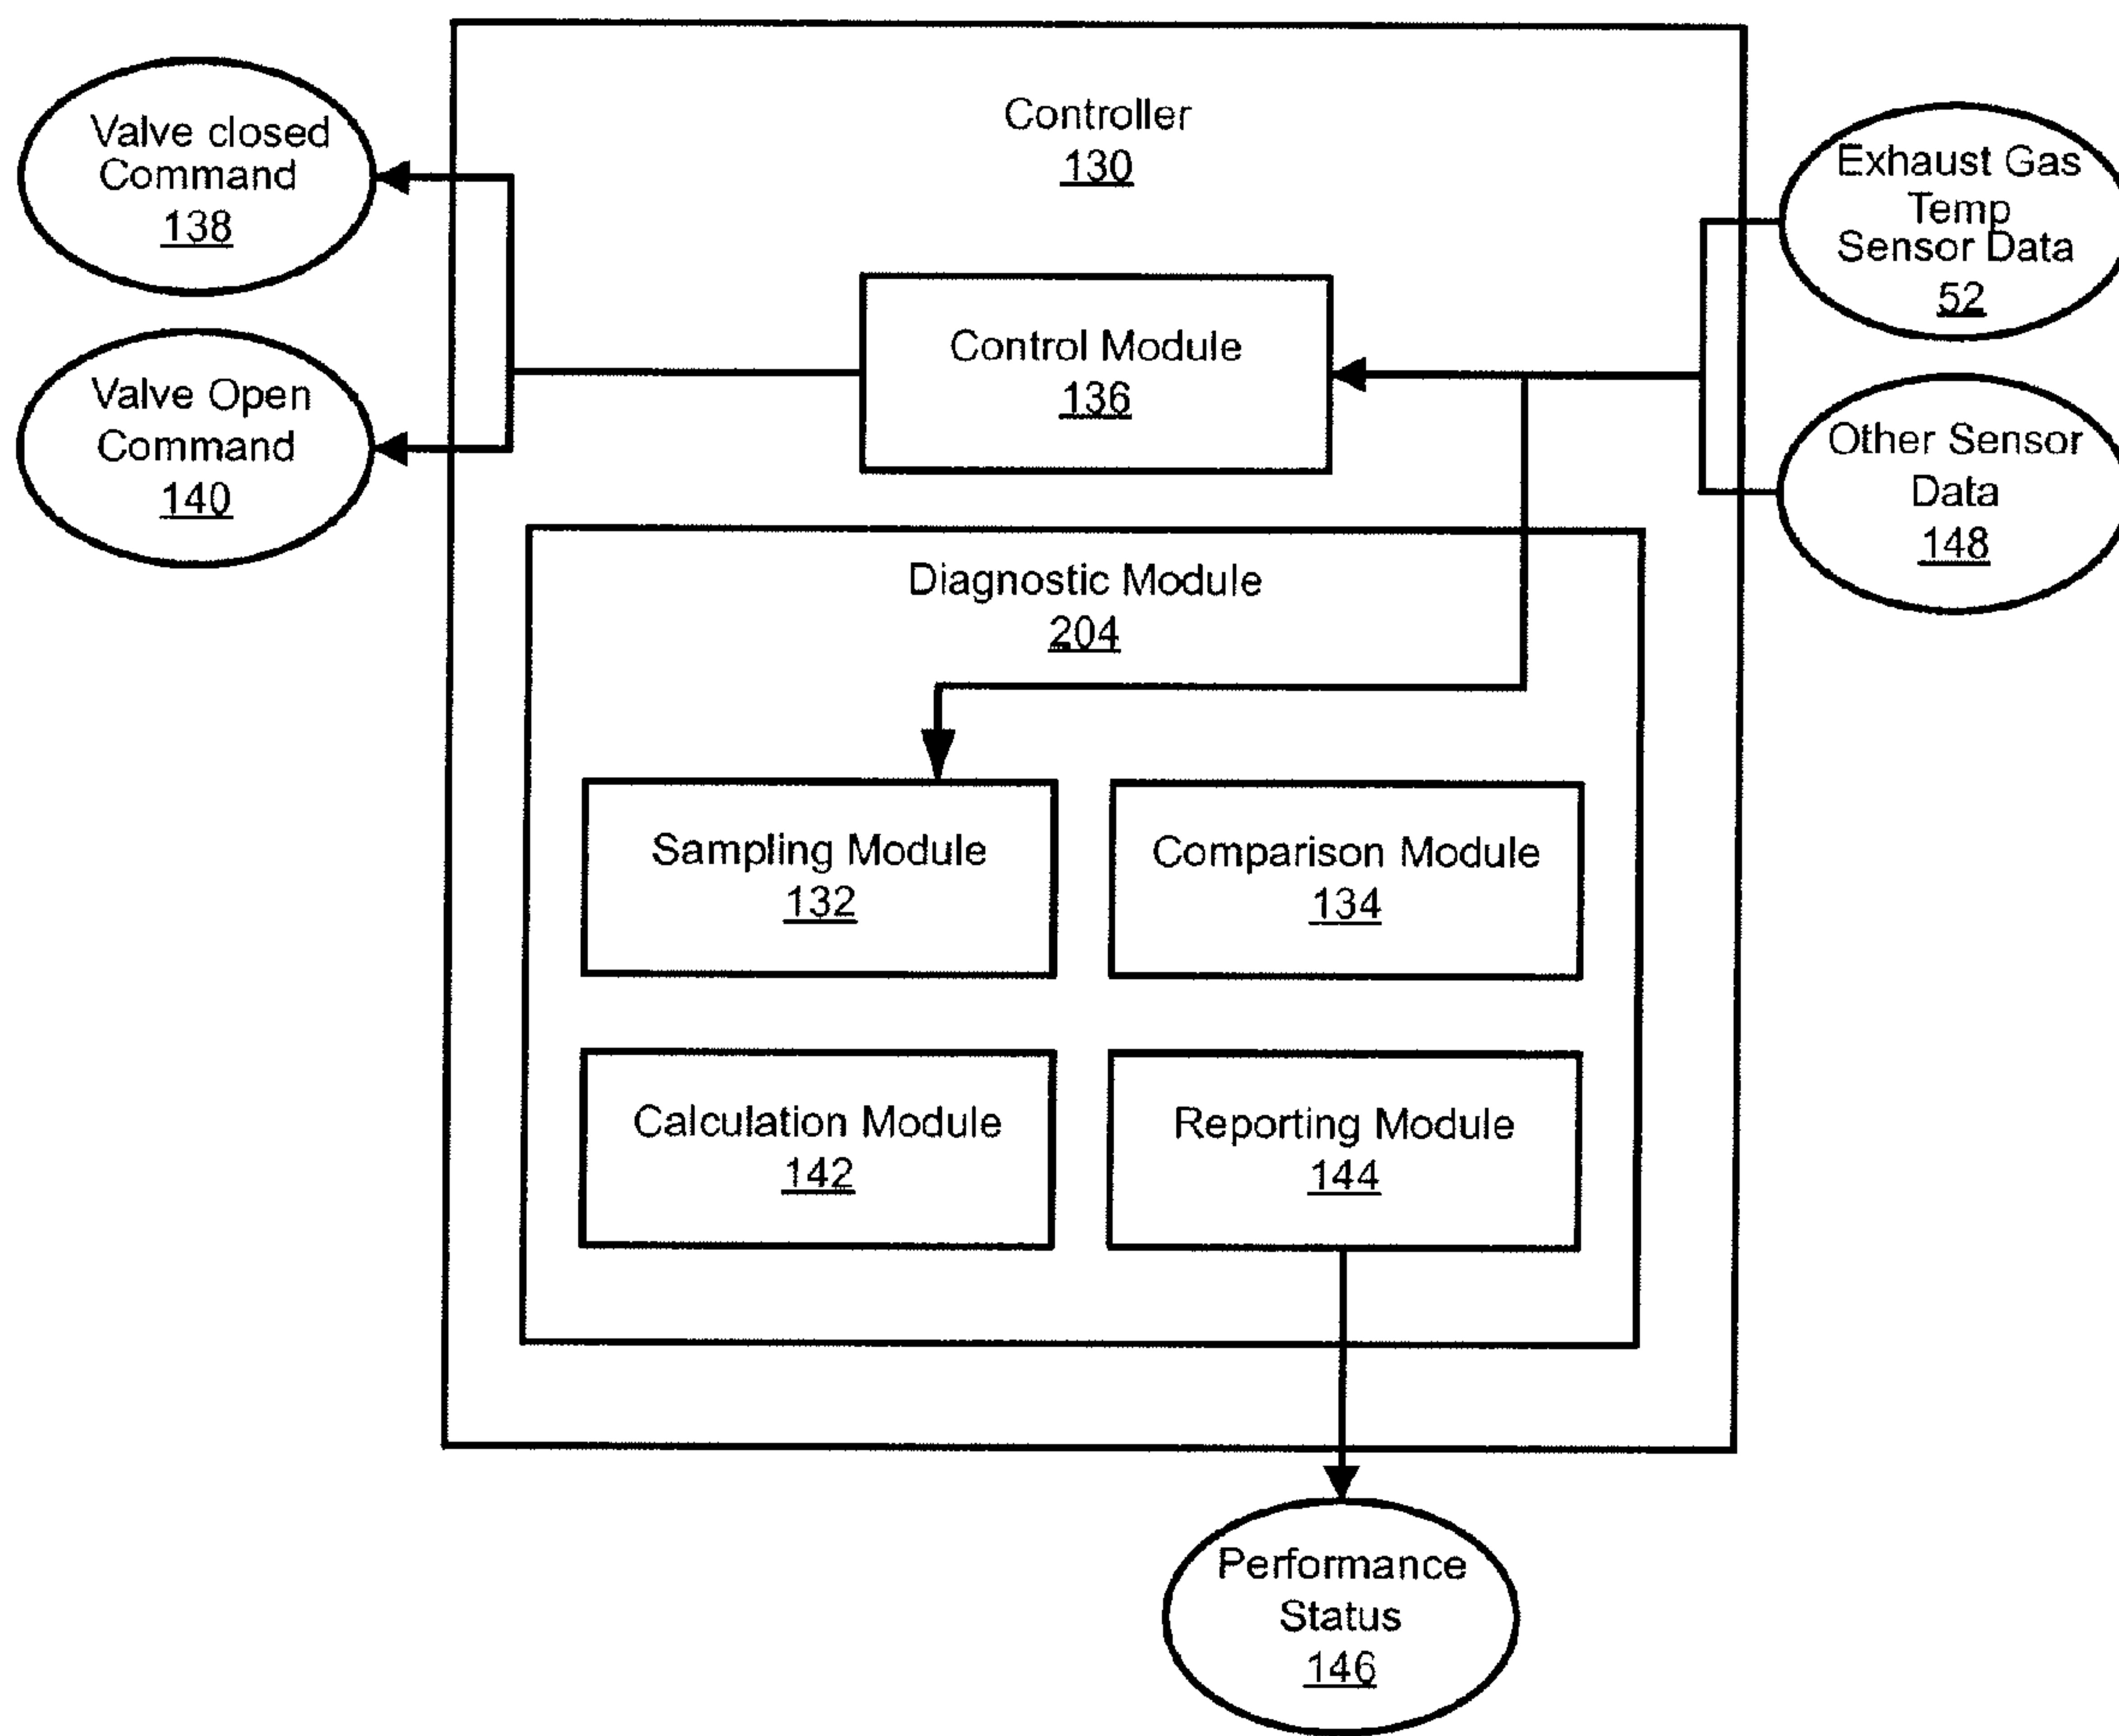 Controller
130
Valve closed
Command
138
Exhaust Gas
Temp
Sensor Data
52
Control Module
136
Valve Open
Command
140
Other Sensor
Data
148
Diagnostic Module
204
Sampling Module
132
Comparison Module
134
Calculation Module
142
Reporting Module
144
Performance
Status
146